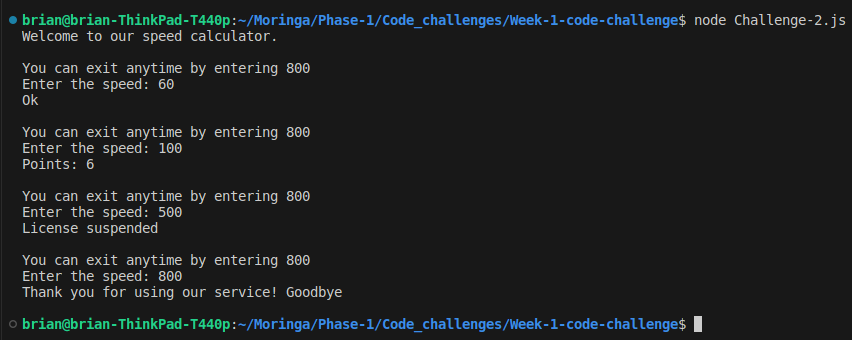 brian@brian-ThinkPad-T440p:~/Moringa/Phase-1/Code_challenges/Week-1-code-challenge$ node Challenge-2.js
Welcome to our speed calculator.
You can exit anytime by entering 800
Enter the speed: 60
Ok
You can exit anytime by entering 800
Enter the speed: 100
Points: 6
You can exit anytime by entering 800
Enter the speed: 500
License suspended
You can exit anytime by entering 800
Enter the speed: 800
Thank you for using our service! Goodbye
brian@brian-ThinkPad-T440p:~/Moringa/Phase-1/Code_challenges/Week-1-code-challenge$